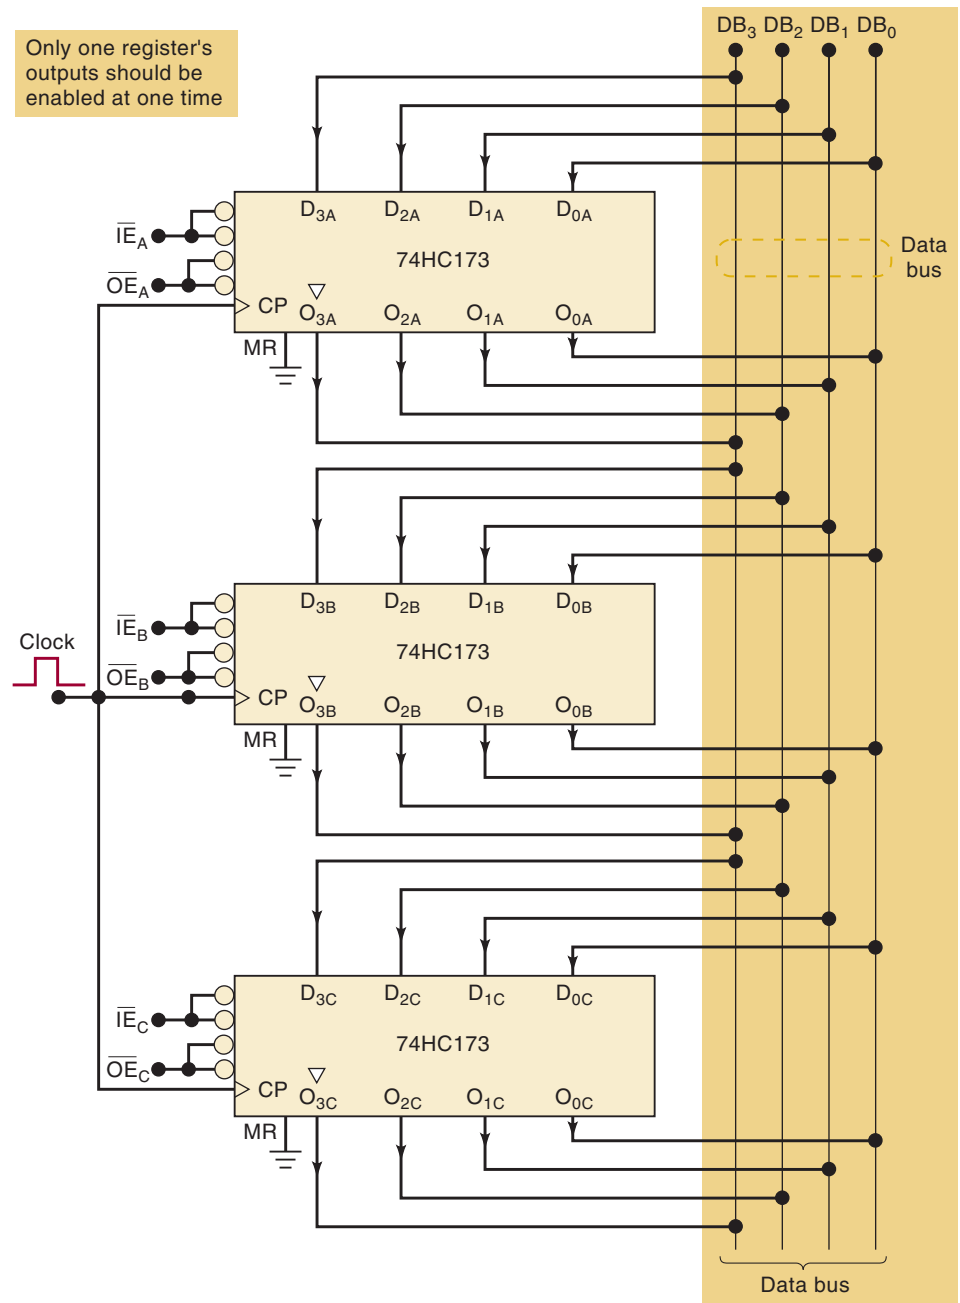 Only one register's
outputs should be
enabled at one time
DB3 DB2 DB1 DB0
D3A D2A D1A D0A
IEA
74HC173
Data
bus
OEA
CP
O3A O2A O1A O0A
MR
D3B D2B D1B D0B
IEB
Clock
74HC173
OEB
CP
O3B O2B O1B O0B
MR
D3C D2C D1C D0C
IEC
74HC173
OEC
CP
O3C O2C O1C O0C
MR
Data bus